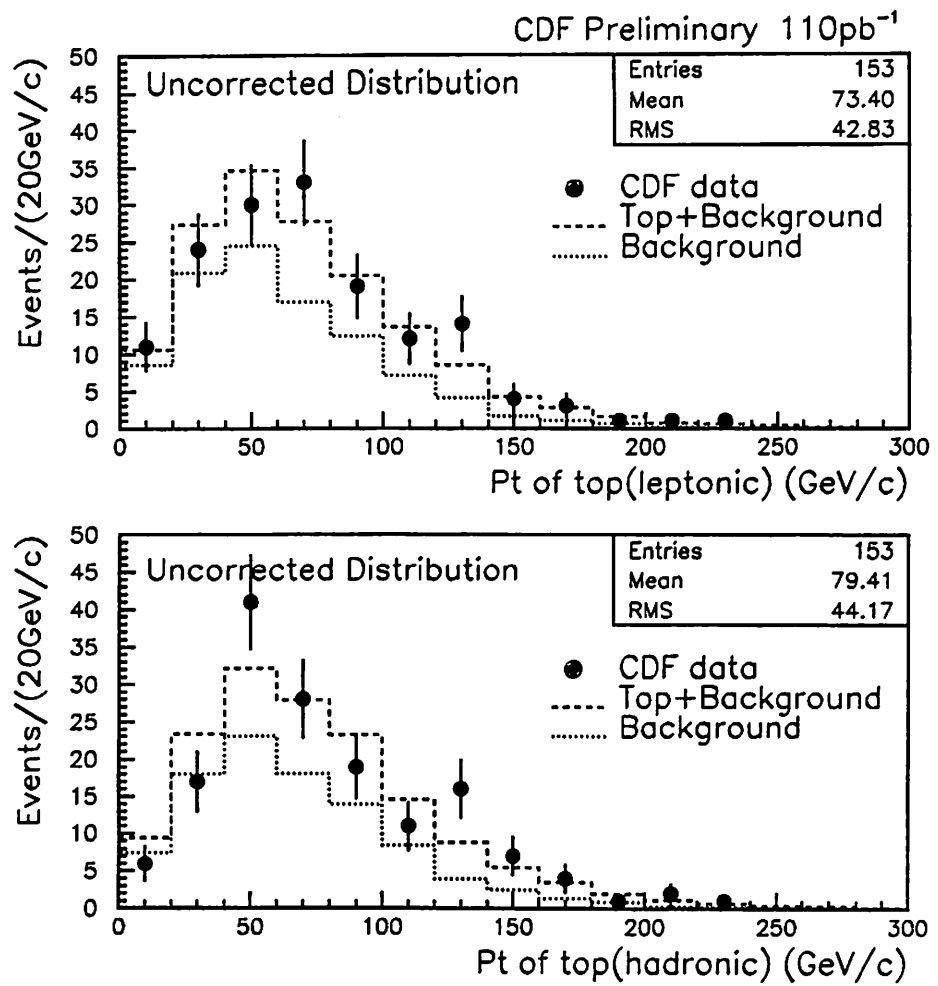 CDF Preliminary 110pb⁻¹
Events/(20GeV/c)
50
45
40
35
30
25
20
15
10
5
0
Uncorrected Distribution
Entries 153
Mean 73.40
RMS 42.83
CDF data
Top+Background
Background
0 50 100 150 200 250 300
Pt of top(leptonic) (GeV/c)
Events/(20GeV/c)
50
45
40
35
30
25
20
15
10
5
0
Uncorrected Distribution
Entries 153
Mean 79.41
RMS 44.17
CDF data
Top+Background
Background
0 50 100 150 200 250 300
Pt of top(hadronic) (GeV/c)